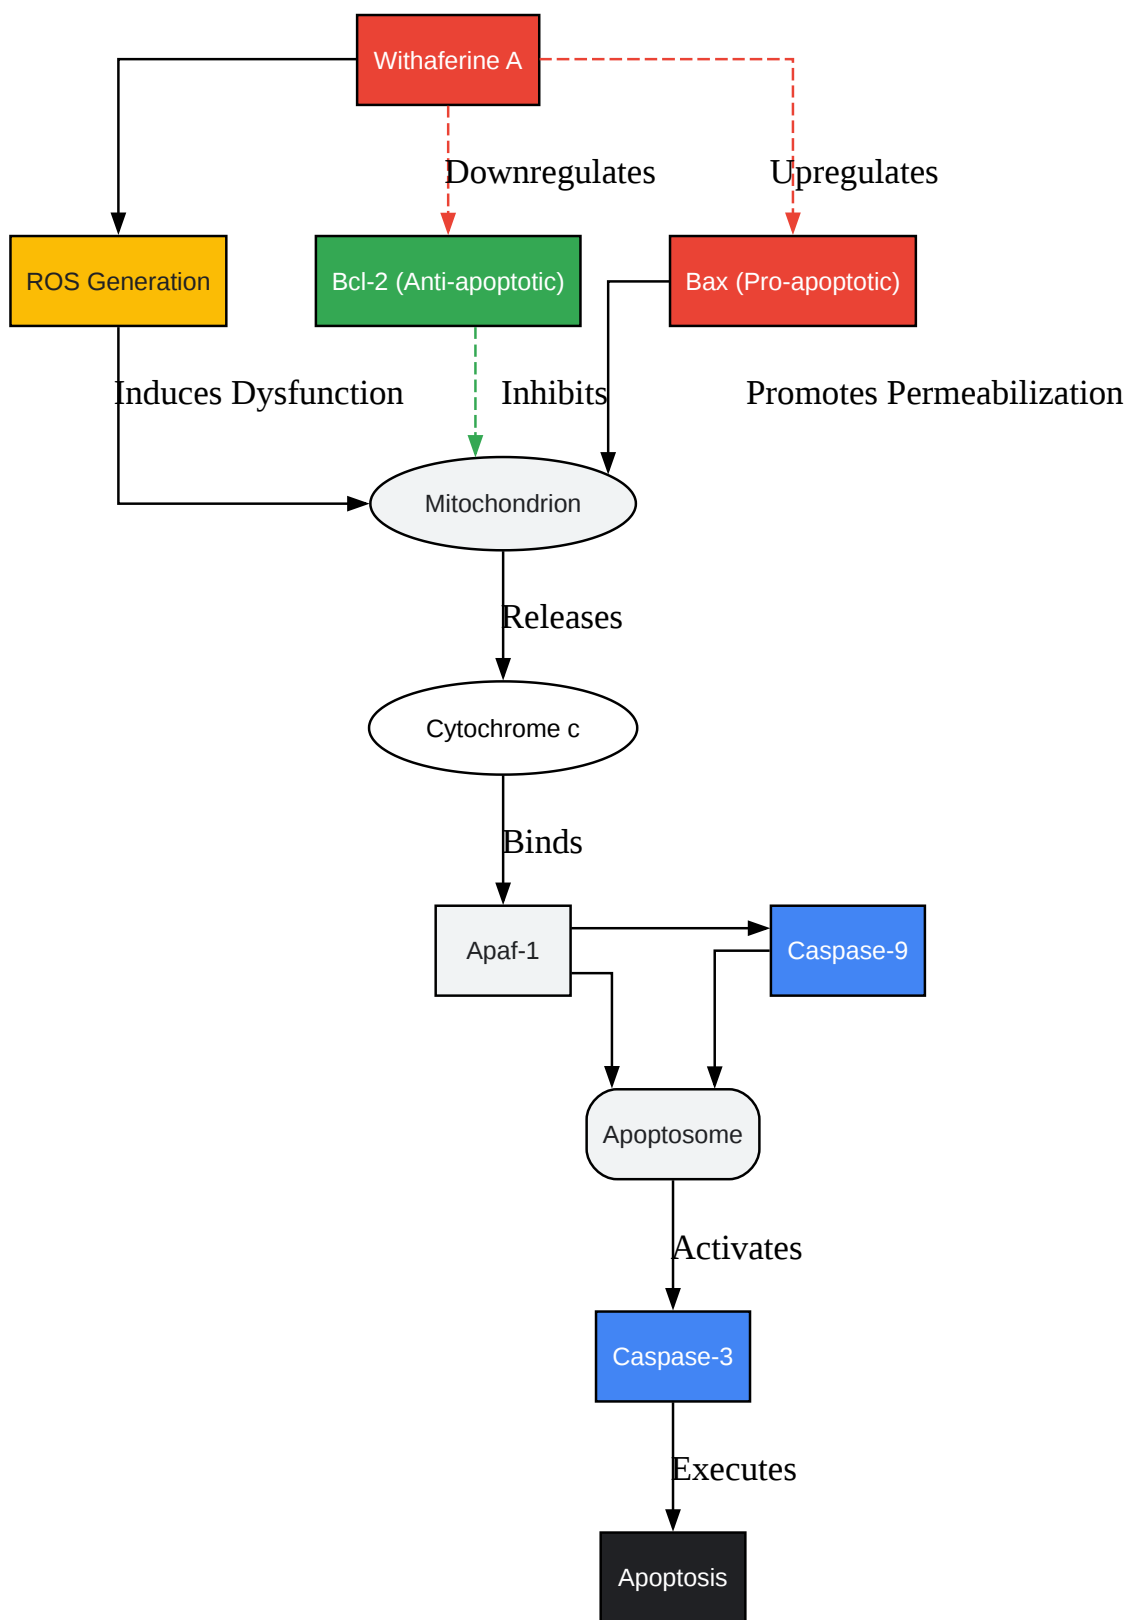 Withaferine A
Downregulates
Upregulates
ROS Generation
Bcl-2 (Anti-apoptotic)
Bax (Pro-apoptotic)
Induces Dysfunction
Inhibits
Promotes Permeabilization
Mitochondrion
Releases
Cytochrome c
Binds
Apaf-1
Caspase-9
Apoptosome
Activates
Caspase-3
Executes
Apoptosis